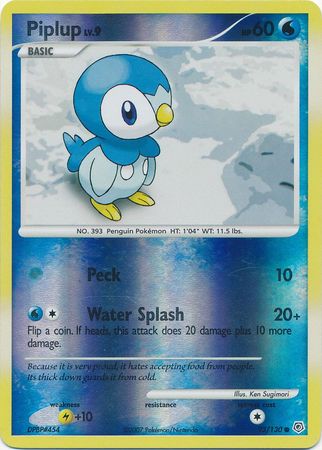 Piplup LV.9 HP 60
BASIC
NO. 393 Penguin Pokémon HT: 1'04" WT: 11.5 lbs.
Peck 10
Water Splash 20+
Flip a coin. If heads, this attack does 20 damage plus 10 more
damage.
Because it is very proud, it hates accepting food from people.
Its thick down guards it from cold.
Illus. Ken Sugimori
weakness resistance
+10
DPBP#454 ©2007 Pokémon/Nintendo /130